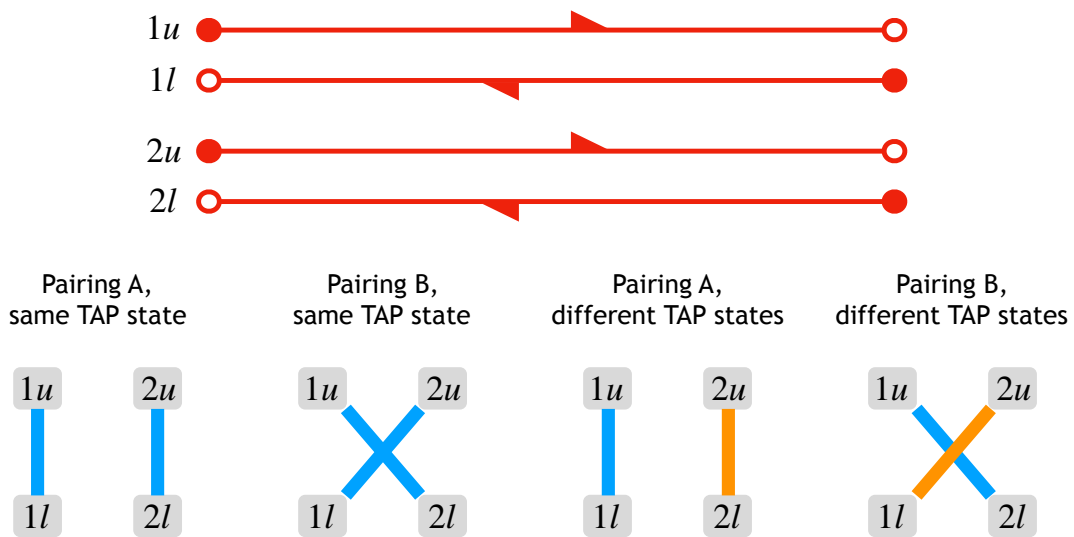 1u
1l
2u
2l
Pairing A,
same TAP state
Pairing B,
same TAP state
Pairing A,
different TAP states
Pairing B,
different TAP states
1u 2u
1l 2l
1u 2u
1l 2l
1u 2u
1l 2l
1u 2u
1l 2l